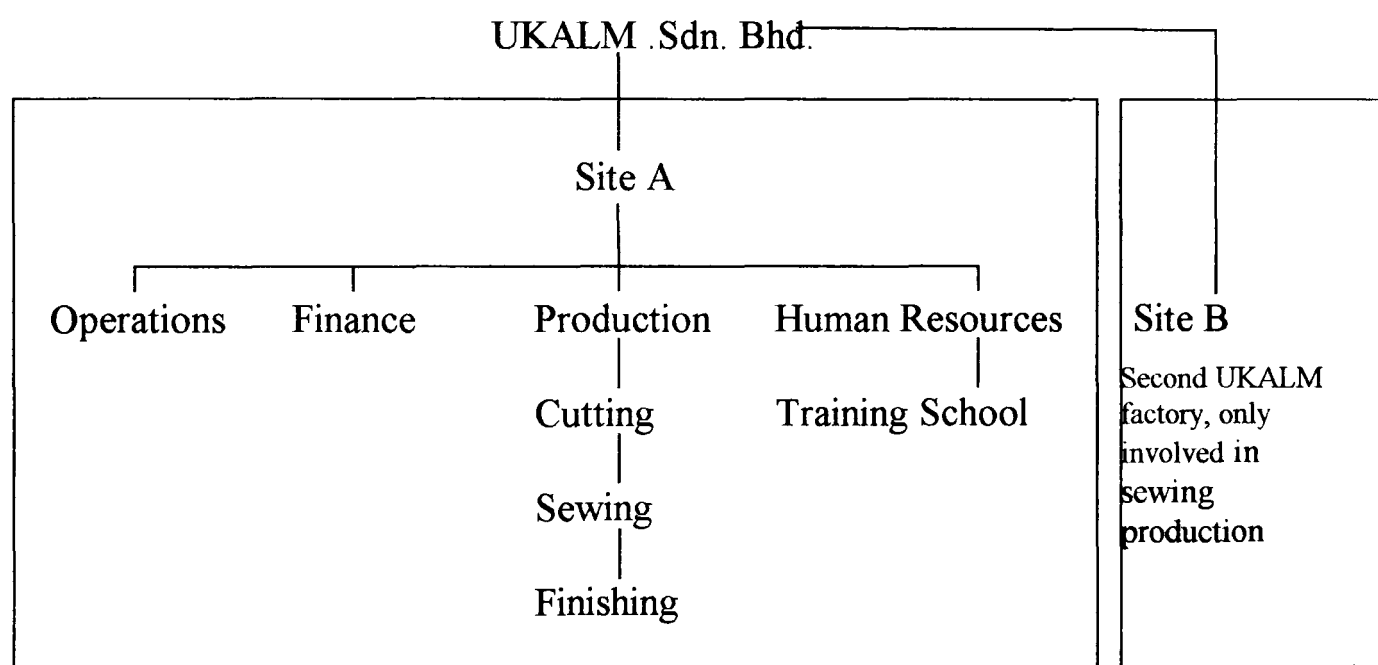 UKALM .Sdn. Bhd.
Site A
Operations Finance Production Human Resources
Cutting Training School
Sewing
Finishing
Site B
Second UKALM
factory, only
involved in
sewing
production